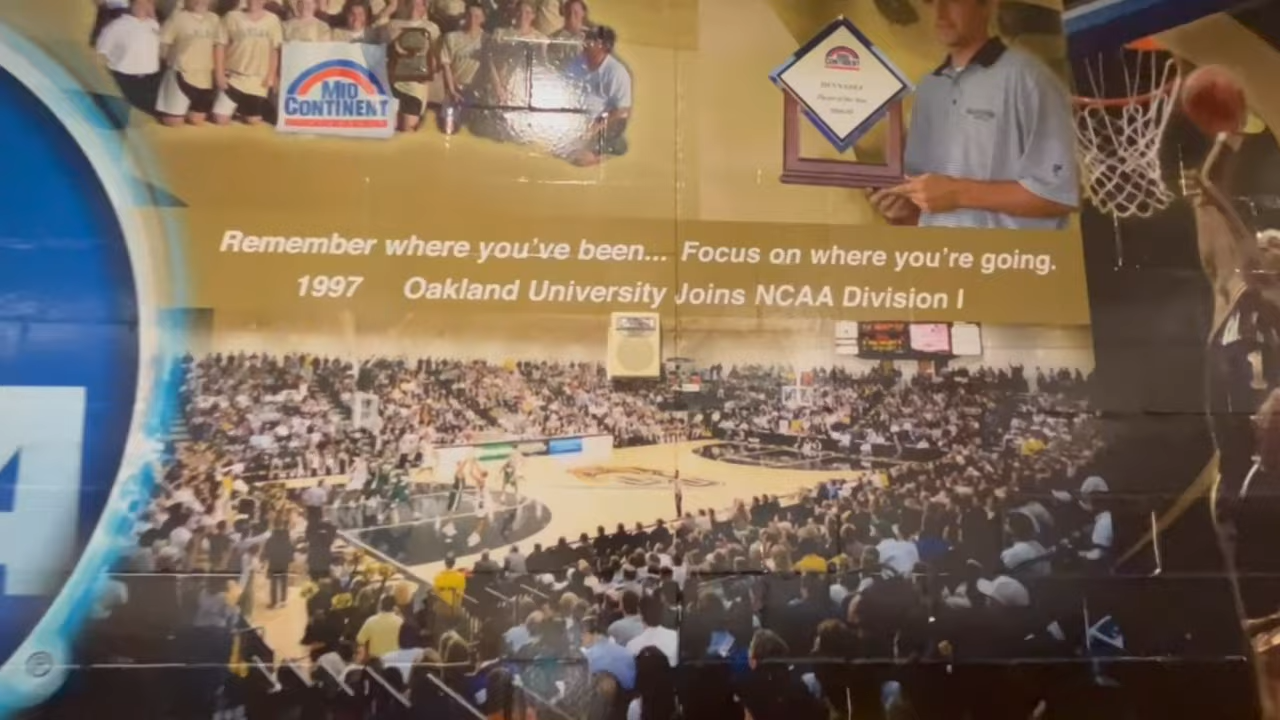 MID
CONTINENT
Remember where you've been... Focus on where you're going.
1997 Oakland University Joins NCAA Division I